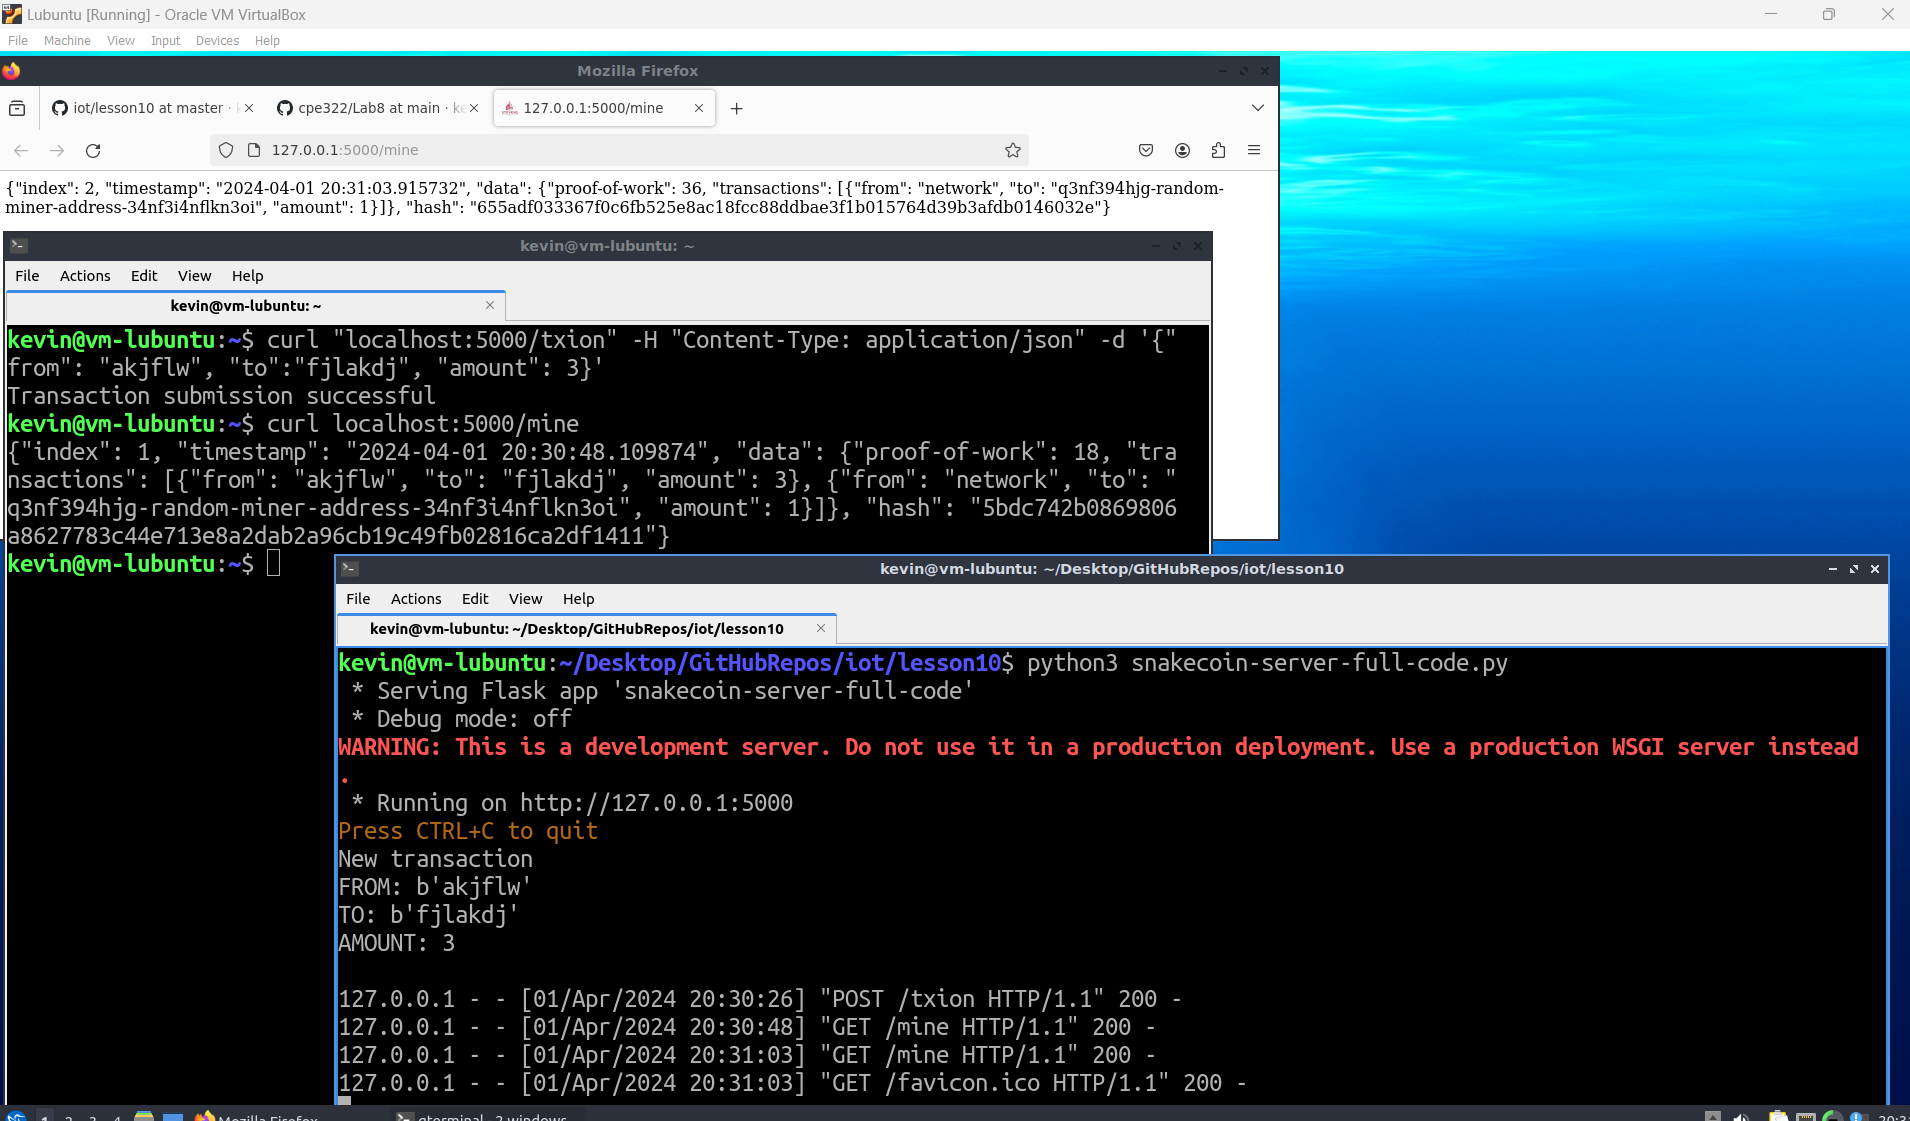 Lubuntu [Running] - Oracle VM VirtualBox
File Machine View Input Devices Help
Mozilla Firefox
iot/lesson10 at master · cpe322/Lab8 at main · 127.0.0.1:5000/mine
127.0.0.1:5000/mine
{"index": 2, "timestamp": "2024-04-01 20:31:03.915732", "data": {"proof-of-work": 36, "transactions": [{"from": "network", "to": "q3nf394hjg-random-
miner-address-34nf3i4nflkn3oi", "amount": 1}]}, "hash": "655adf033367f0c6fb525e8ac18fcc88ddbae3f1b015764d39b3afdb0146032e"}
kevin@vm-lubuntu: ~
File Actions Edit View Help
kevin@vm-lubuntu: ~
kevin@vm-lubuntu:~$ curl "localhost:5000/txion" -H "Content-Type: application/json" -d '{"
from": "akjflw", "to":"fjlakdj", "amount": 3}'
Transaction submission successful
kevin@vm-lubuntu:~$ curl localhost:5000/mine
{"index": 1, "timestamp": "2024-04-01 20:30:48.109874", "data": {"proof-of-work": 18, "tra
nsactions": [{"from": "akjflw", "to": "fjlakdj", "amount": 3}, {"from": "network", "to": "
q3nf394hjg-random-miner-address-34nf3i4nflkn3oi", "amount": 1}]}, "hash": "5bdc742b0869806
a8627783c44e713e8a2dab2a96cb19c49fb02816ca2df1411"}
kevin@vm-lubuntu:~$
kevin@vm-lubuntu: ~/Desktop/GitHubRepos/iot/lesson10
File Actions Edit View Help
kevin@vm-lubuntu: ~/Desktop/GitHubRepos/iot/lesson10
kevin@vm-lubuntu:~/Desktop/GitHubRepos/iot/lesson10$ python3 snakecoin-server-full-code.py
 * Serving Flask app 'snakecoin-server-full-code'
 * Debug mode: off
WARNING: This is a development server. Do not use it in a production deployment. Use a production WSGI server instead
.
 * Running on http://127.0.0.1:5000
Press CTRL+C to quit
New transaction
FROM: b'akjflw'
TO: b'fjlakdj'
AMOUNT: 3
127.0.0.1 - - [01/Apr/2024 20:30:26] "POST /txion HTTP/1.1" 200 -
127.0.0.1 - - [01/Apr/2024 20:30:48] "GET /mine HTTP/1.1" 200 -
127.0.0.1 - - [01/Apr/2024 20:31:03] "GET /mine HTTP/1.1" 200 -
127.0.0.1 - - [01/Apr/2024 20:31:03] "GET /favicon.ico HTTP/1.1" 200 -
1 2 3 4 Mozilla Firefox qterminal - 2 windows